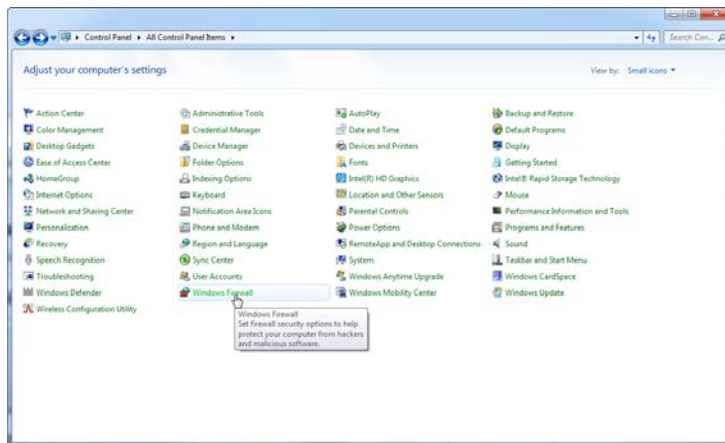 Control Panel ▸ All Control Panel Items ▸
Search Con...
Adjust your computer's settings
View by: Small icons
Action Center
Administrative Tools
AutoPlay
Backup and Restore
Color Management
Credential Manager
Date and Time
Default Programs
Desktop Gadgets
Device Manager
Devices and Printers
Display
Ease of Access Center
Folder Options
Fonts
Getting Started
HomeGroup
Indexing Options
Intel(R) HD Graphics
Intel® Rapid Storage Technology
Internet Options
Keyboard
Location and Other Sensors
Mouse
Network and Sharing Center
Notification Area Icons
Parental Controls
Performance Information and Tools
Personalization
Phone and Modem
Power Options
Programs and Features
Recovery
Region and Language
RemoteApp and Desktop Connections
Sound
Speech Recognition
Sync Center
System
Taskbar and Start Menu
Troubleshooting
User Accounts
Windows Anytime Upgrade
Windows CardSpace
Windows Defender
Windows Firewall
Windows Mobility Center
Windows Update
Wireless Configuration Utility
Windows Firewall
Set firewall security options to help
protect your computer from hackers
and malicious software.